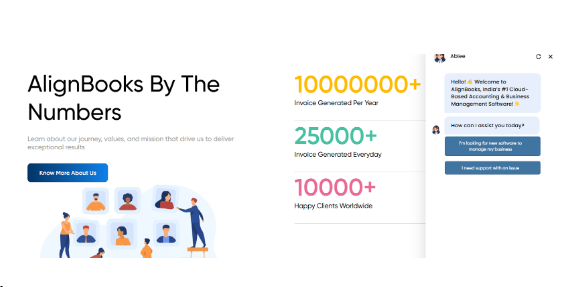 AlignBooks By The
Numbers
Learn about our journey, values, and mission that drive us to deliver
exceptional results
Know More About Us
10000000+
Invoice Generated Per Year
25000+
Invoice Generated Everyday
10000+
Happy Clients Worldwide
Ablee
Hello! 👋 Welcome to
AlignBooks, India's #1 Cloud-
Based Accounting & Business
Management Software! 🌟
How can I assist you today?
I'm looking for new software to
manage my business
I need support with an issue